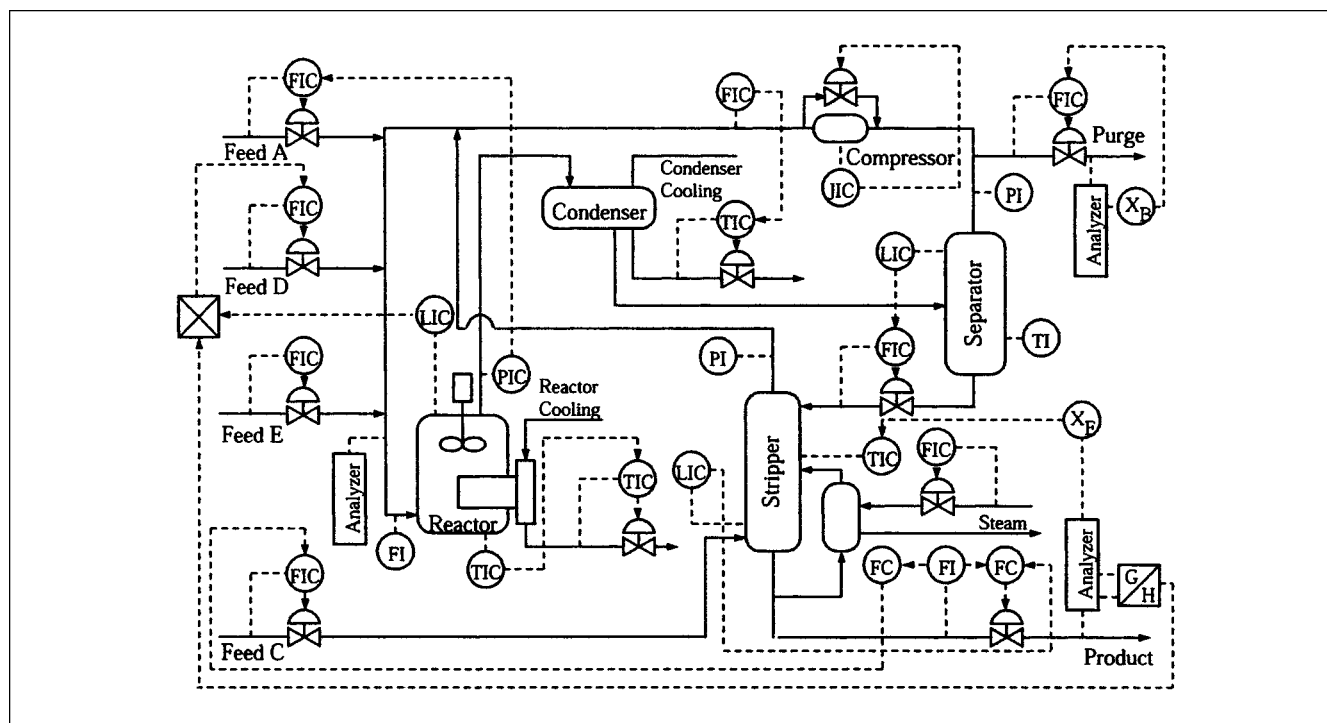 FIC
Feed A
FIC
Feed D
LIC
FIC
Feed E
PIC
Reactor
Cooling
Analyzer
Reactor
FI
TIC
TIC
FIC
Feed C
Condenser
Condenser
Cooling
TIC
FIC
Compressor
JIC
FIC
Purge
PI
Analyzer
X_B
LIC
Separator
TI
FIC
PI
Stripper
TIC
LIC
FIC
Steam
X_E
FC
FI
FC
Analyzer
G
H
Product